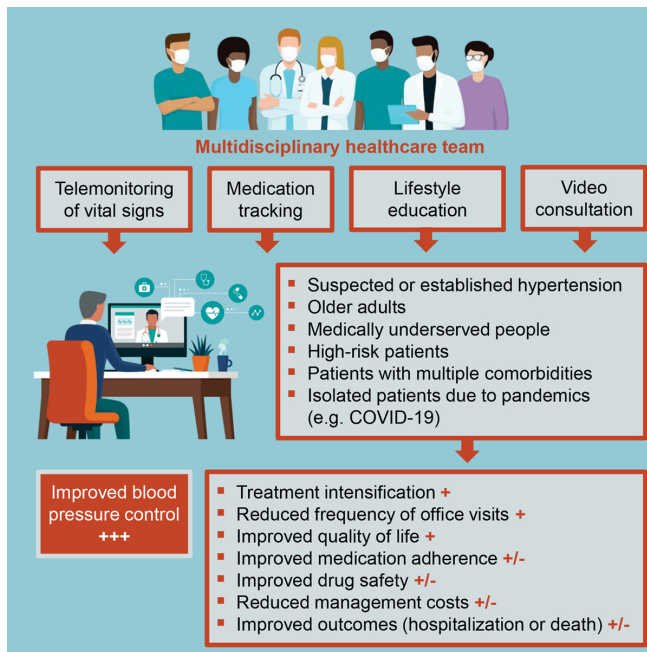 Multidisciplinary healthcare team
Telemonitoring
of vital signs
Medication
tracking
Lifestyle
education
Video
consultation
Suspected or established hypertension
Older adults
Medically underserved people
High-risk patients
Patients with multiple comorbidities
Isolated patients due to pandemics
(e.g. COVID-19)
Improved blood
pressure control
+++
Treatment intensification +
Reduced frequency of office visits +
Improved quality of life +
Improved medication adherence +/-
Improved drug safety +/-
Reduced management costs +/-
Improved outcomes (hospitalization or death) +/-